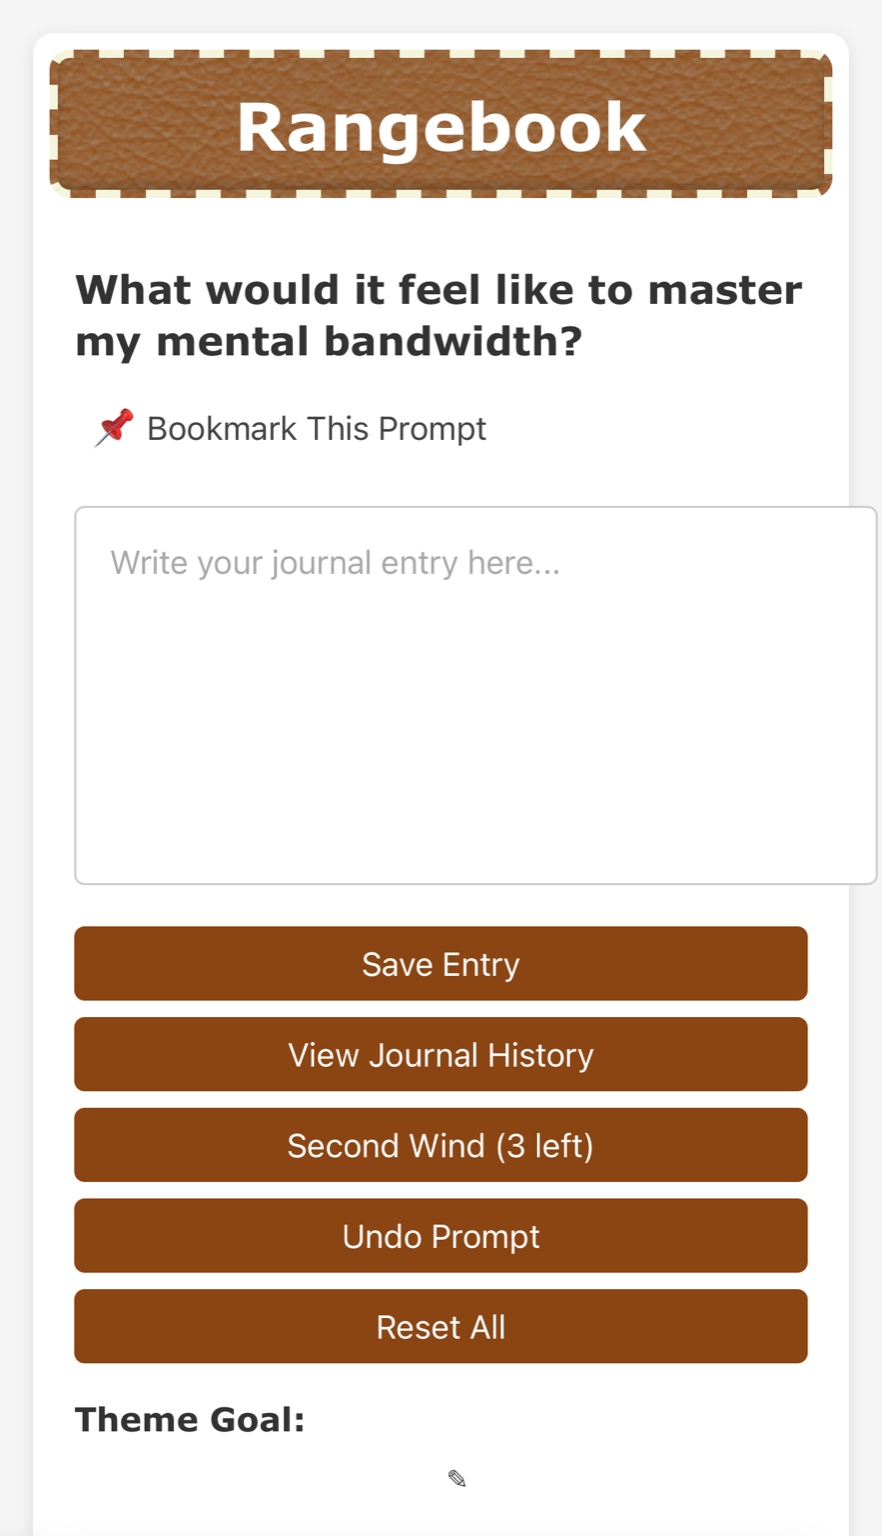 Rangebook
What would it feel like to master
my mental bandwidth?
📌 Bookmark This Prompt
Write your journal entry here...
Save Entry
View Journal History
Second Wind (3 left)
Undo Prompt
Reset All
Theme Goal:
✎